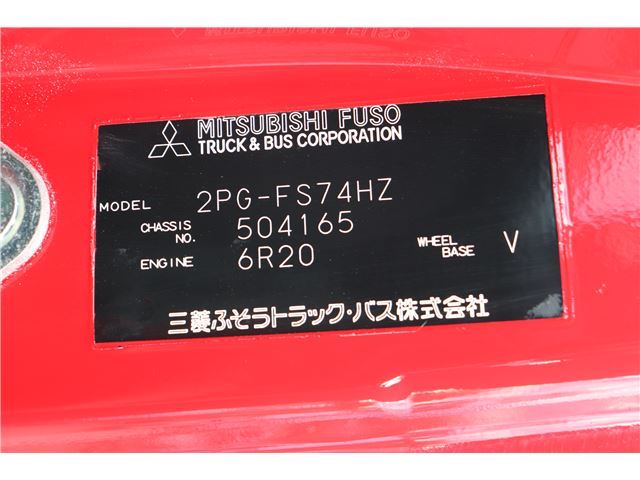 MITSUBISHI FUSO
TRUCK & BUS CORPORATION
MODEL 2PG-FS74HZ
CHASSIS NO. 504165
ENGINE 6R20 WHEEL BASE V
三菱ふそうトラック・バス株式会社